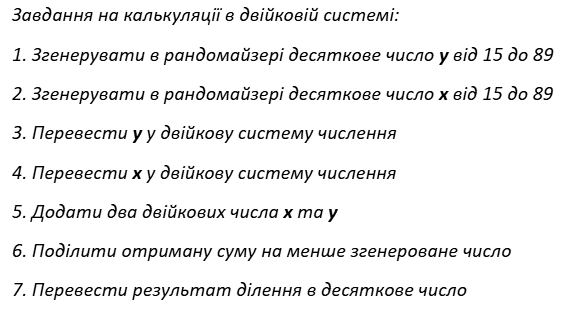 Завдання на калькуляції в двійковій системі:
1. Згенерувати в рандомайзері десяткове число y від 15 до 89
2. Згенерувати в рандомайзері десяткове число x від 15 до 89
3. Перевести y у двійкову систему числення
4. Перевести x у двійкову систему числення
5. Додати два двійкових числа x та y
6. Поділити отриману суму на менше згенероване число
7. Перевести результат ділення в десяткове число